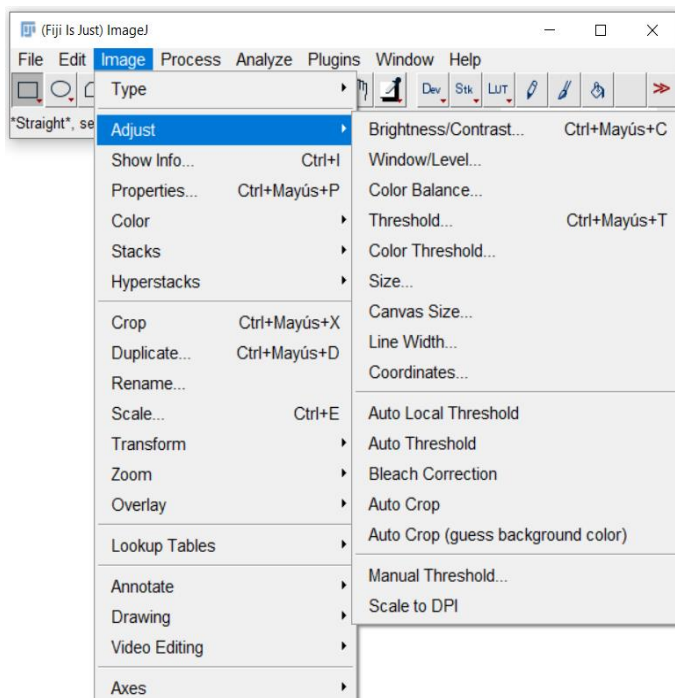 (Fiji Is Just) ImageJ
File Edit Image Process Analyze Plugins Window Help
Dev Stk LUT
*Straight*, se
Type
Adjust
Show Info... Ctrl+I
Properties... Ctrl+Mayús+P
Color
Stacks
Hyperstacks
Crop Ctrl+Mayús+X
Duplicate... Ctrl+Mayús+D
Rename...
Scale... Ctrl+E
Transform
Zoom
Overlay
Lookup Tables
Annotate
Drawing
Video Editing
Axes
Brightness/Contrast... Ctrl+Mayús+C
Window/Level...
Color Balance...
Threshold... Ctrl+Mayús+T
Color Threshold...
Size...
Canvas Size...
Line Width...
Coordinates...
Auto Local Threshold
Auto Threshold
Bleach Correction
Auto Crop
Auto Crop (guess background color)
Manual Threshold...
Scale to DPI